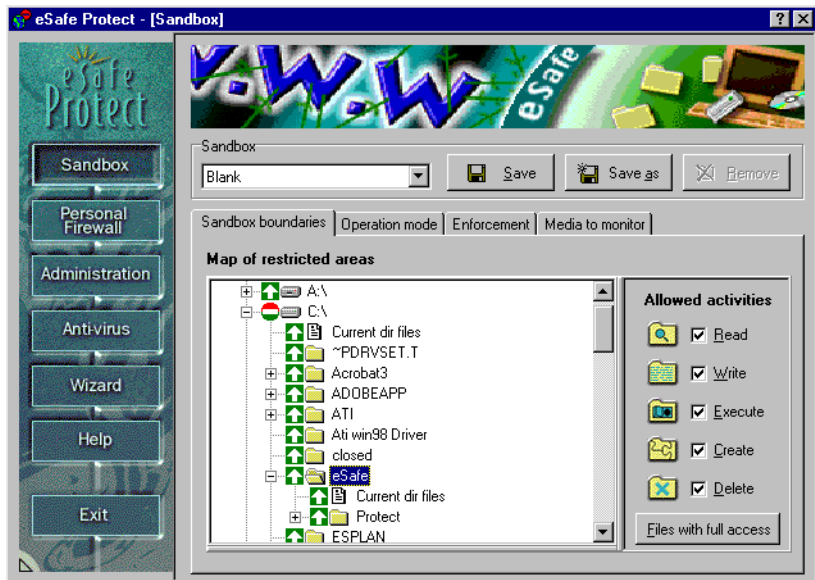 eSafe Protect - [Sandbox]
eSafe
Protect
W.W.W
eSafe
Sandbox
Personal
Firewall
Administration
Anti-virus
Wizard
Help
Exit
Sandbox
Blank
Save
Save as
Remove
Sandbox boundaries
Operation mode
Enforcement
Media to monitor
Map of restricted areas
A:\
C:\
Current dir files
~PDRVSET.T
Acrobat3
ADOBEAPP
ATI
Ati win98 Driver
closed
eSafe
Current dir files
Protect
ESPLAN
Allowed activities
Read
Write
Execute
Create
Delete
Files with full access